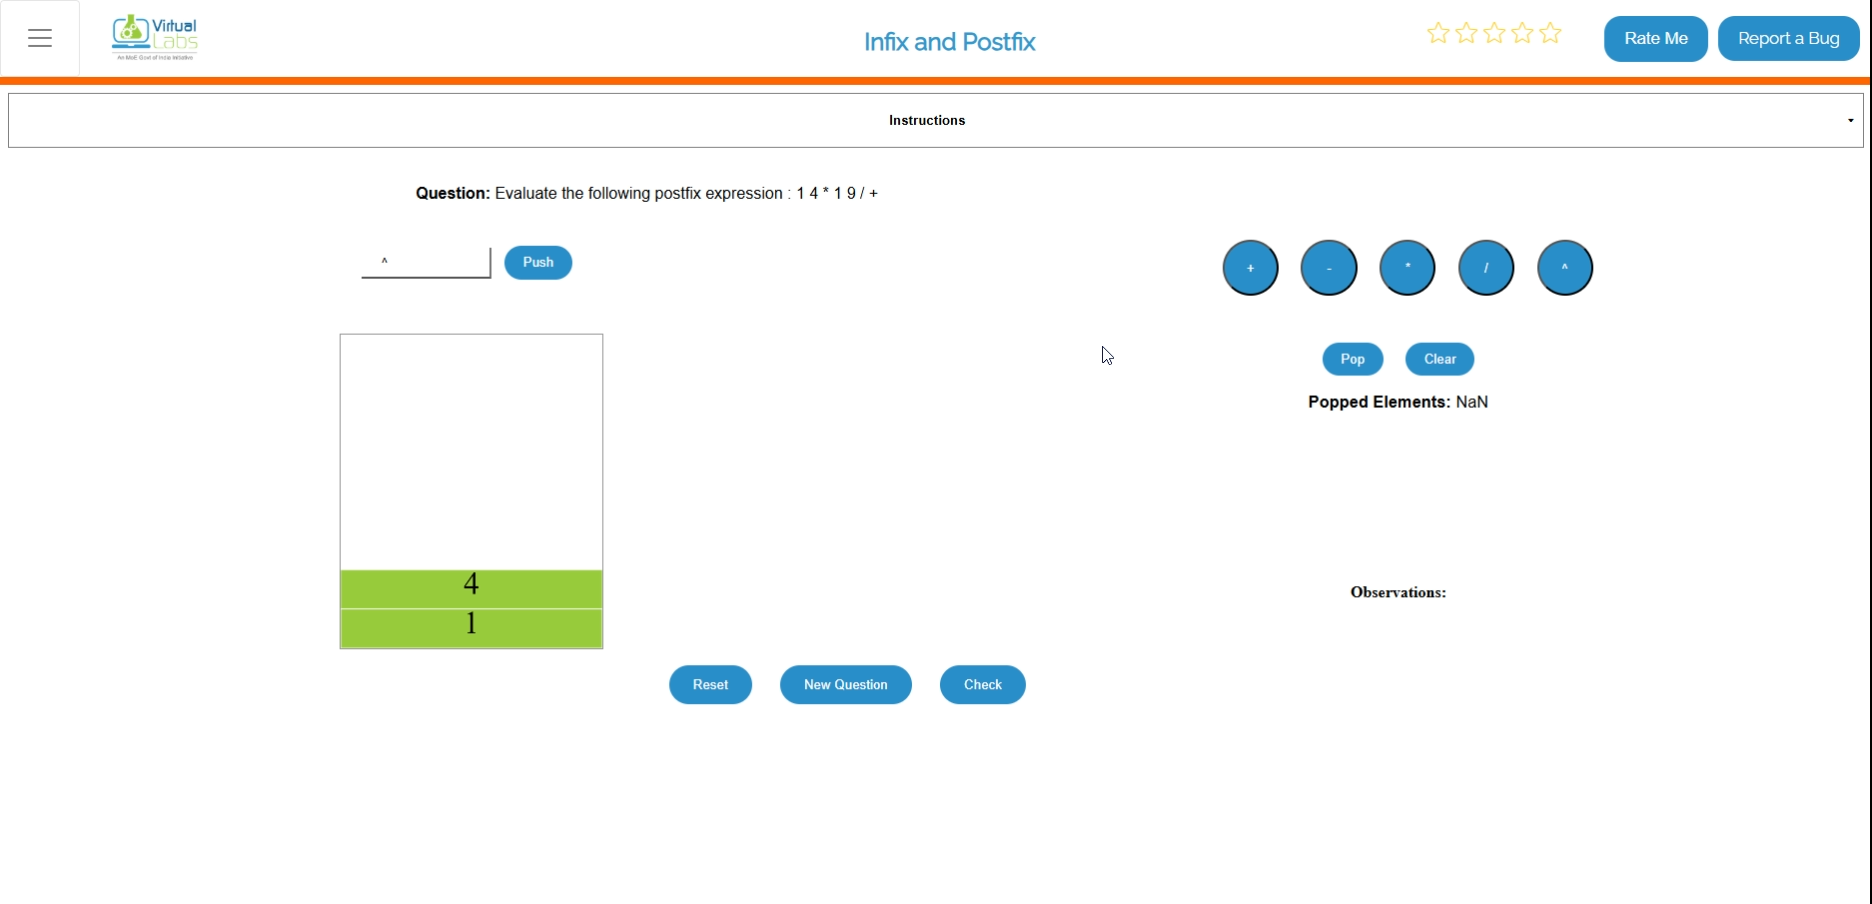 Virtual Labs
An MoE Govt of India Initiative
Infix and Postfix
Rate Me
Report a Bug
Instructions
Question: Evaluate the following postfix expression : 1 4 * 1 9 / +
^
Push
+ - * / ^
Pop
Clear
Popped Elements: NaN
4
1
Observations:
Reset
New Question
Check